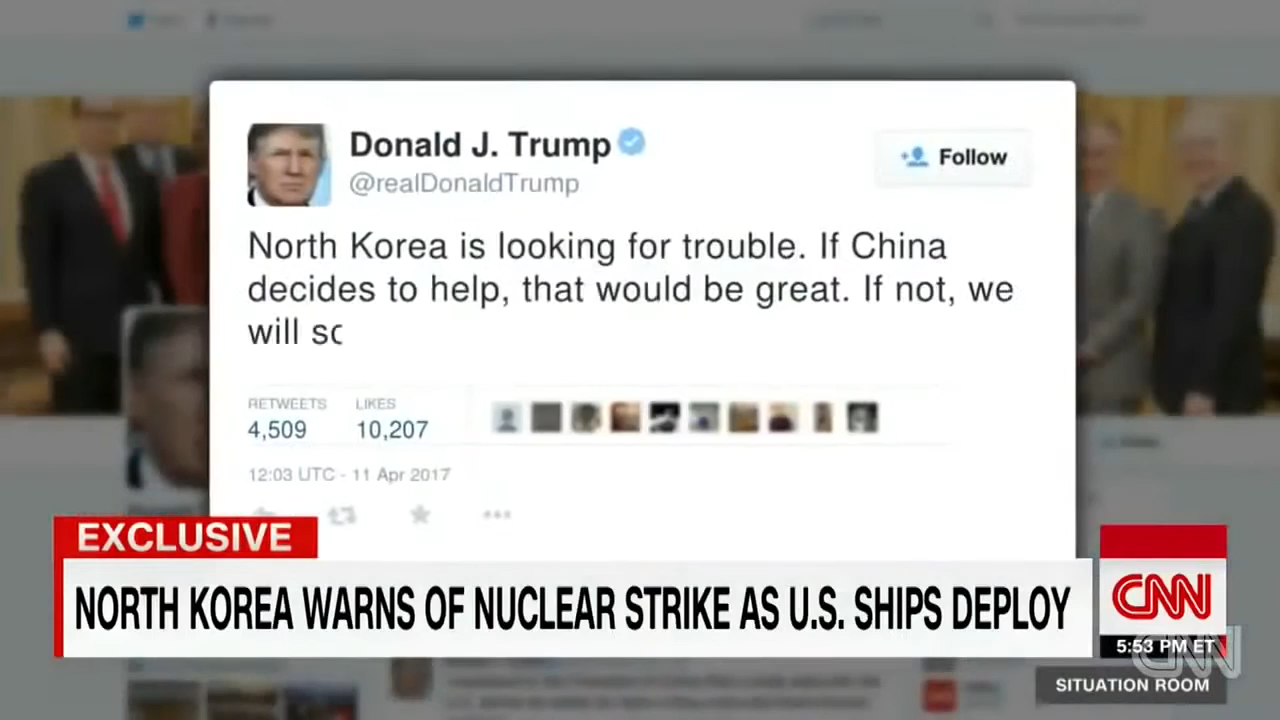 Donald J. Trump
@realDonaldTrump
Follow
North Korea is looking for trouble. If China
decides to help, that would be great. If not, we
will sc
RETWEETS LIKES
4,509 10,207
12:03 UTC - 11 Apr 2017
EXCLUSIVE
NORTH KOREA WARNS OF NUCLEAR STRIKE AS U.S. SHIPS DEPLOY
CNN
5:53 PM ET
CNN
SITUATION ROOM